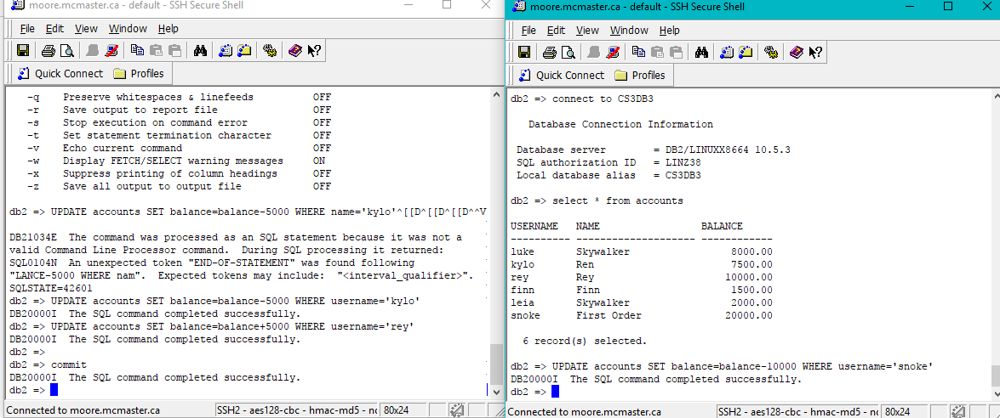 moore.mcmaster.ca - default - SSH Secure Shell
File Edit View Window Help
Quick Connect Profiles
-q Preserve whitespaces & linefeeds OFF
-r Save output to report file OFF
-s Stop execution on command error OFF
-t Set statement termination character OFF
-v Echo current command OFF
-w Display FETCH/SELECT warning messages ON
-x Suppress printing of column headings OFF
-z Save all output to output file OFF
db2 => UPDATE accounts SET balance=balance-5000 WHERE name='kylo'^[[D^[[D^[[D^^V
DB21034E The command was processed as an SQL statement because it was not a
valid Command Line Processor command. During SQL processing it returned:
SQL0104N An unexpected token "END-OF-STATEMENT" was found following
"LANCE-5000 WHERE nam". Expected tokens may include: "<interval_qualifier>".
SQLSTATE=42601
db2 => UPDATE accounts SET balance=balance-5000 WHERE username='kylo'
DB20000I The SQL command completed successfully.
db2 => UPDATE accounts SET balance=balance+5000 WHERE username='rey'
DB20000I The SQL command completed successfully.
db2 =>
db2 => commit
DB20000I The SQL command completed successfully.
db2 =>
Connected to moore.mcmaster.ca SSH2 - aes128-cbc - hmac-md5 - nc 80x24
moore.mcmaster.ca - default - SSH Secure Shell
File Edit View Window Help
Quick Connect Profiles
db2 => connect to CS3DB3
Database Connection Information
Database server = DB2/LINUXX8664 10.5.3
SQL authorization ID = LINZ38
Local database alias = CS3DB3
db2 => select * from accounts
USERNAME NAME BALANCE
---------- -------------------- ------------
luke Skywalker 8000.00
kylo Ren 7500.00
rey Rey 10000.00
finn Finn 1500.00
leia Skywalker 2000.00
snoke First Order 20000.00
6 record(s) selected.
db2 => UPDATE accounts SET balance=balance-10000 WHERE username='snoke'
DB20000I The SQL command completed successfully.
db2 =>
Connected to moore.mcmaster.ca SSH2 - aes128-cbc - hmac-md5 - nc 80x24